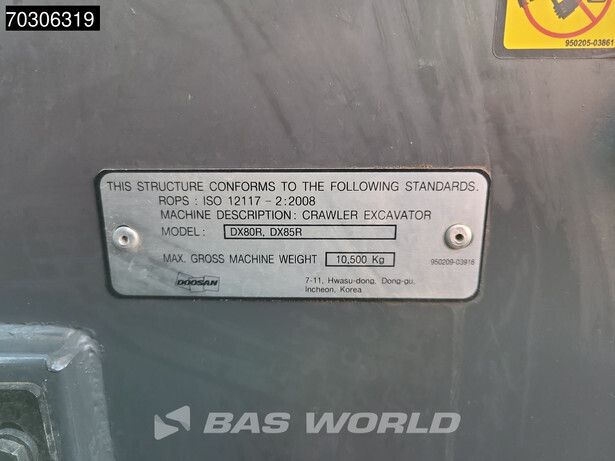 70306319
950205-03861
THIS STRUCTURE CONFORMS TO THE FOLLOWING STANDARDS.
ROPS : ISO 12117 - 2:2008
MACHINE DESCRIPTION: CRAWLER EXCAVATOR
MODEL: DX80R, DX85R
MAX. GROSS MACHINE WEIGHT 10,500 Kg
950209-03916
DOOSAN
7-11, Hwasu-dong, Dong-gu,
Incheon, Korea
BAS WORLD